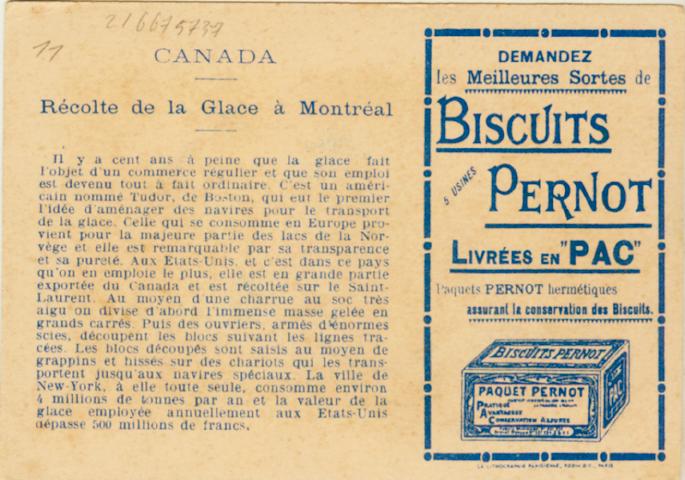 216675737
11
CANADA
Récolte de la Glace à Montréal
Il y a cent ans à peine que la glace fait
l'objet d'un commerce régulier et que son emploi
est devenu tout à fait ordinaire. C'est un améri-
cain nommé Tudor, de Boston, qui eut le premier
l'idée d'aménager des navires pour le transport
de la glace. Celle qui se consomme en Europe pro-
vient pour la majeure partie des lacs de la Nor-
vège et elle est remarquable par sa transparence
et sa pureté. Aux Etats-Unis, et c'est dans ce pays
qu'on en emploie le plus, elle est en grande partie
exportée du Canada et est récoltée sur le Saint-
Laurent. Au moyen d'une charrue au soc très
aigu on divise d'abord l'immense masse gelée en
grands carrés. Puis des ouvriers, armés d'énormes
scies, découpent les blocs suivant les lignes tra-
cées. Les blocs découpés sont saisis au moyen de
grappins et hissés sur des chariots qui les trans-
portent jusqu'aux navires spéciaux. La ville de
New-York, à elle toute seule, consomme environ
4 millions de tonnes par an et la valeur de la
glace employée annuellement aux Etats-Unis
dépasse 500 millions de francs.
DEMANDEZ
les Meilleures Sortes de
BISCUITS
5 USINES
PERNOT
LIVRÉES EN "PAC"
Paquets PERNOT hermétiques
assurant la conservation des Biscuits.
BISCUITS PERNOT
PAQUET PERNOT
PRATIQUE
AVANTAGEUX
CONSERVATION ASSURÉE
PAC
LA LITHOGRAPHIE PARISIENNE, PARIS